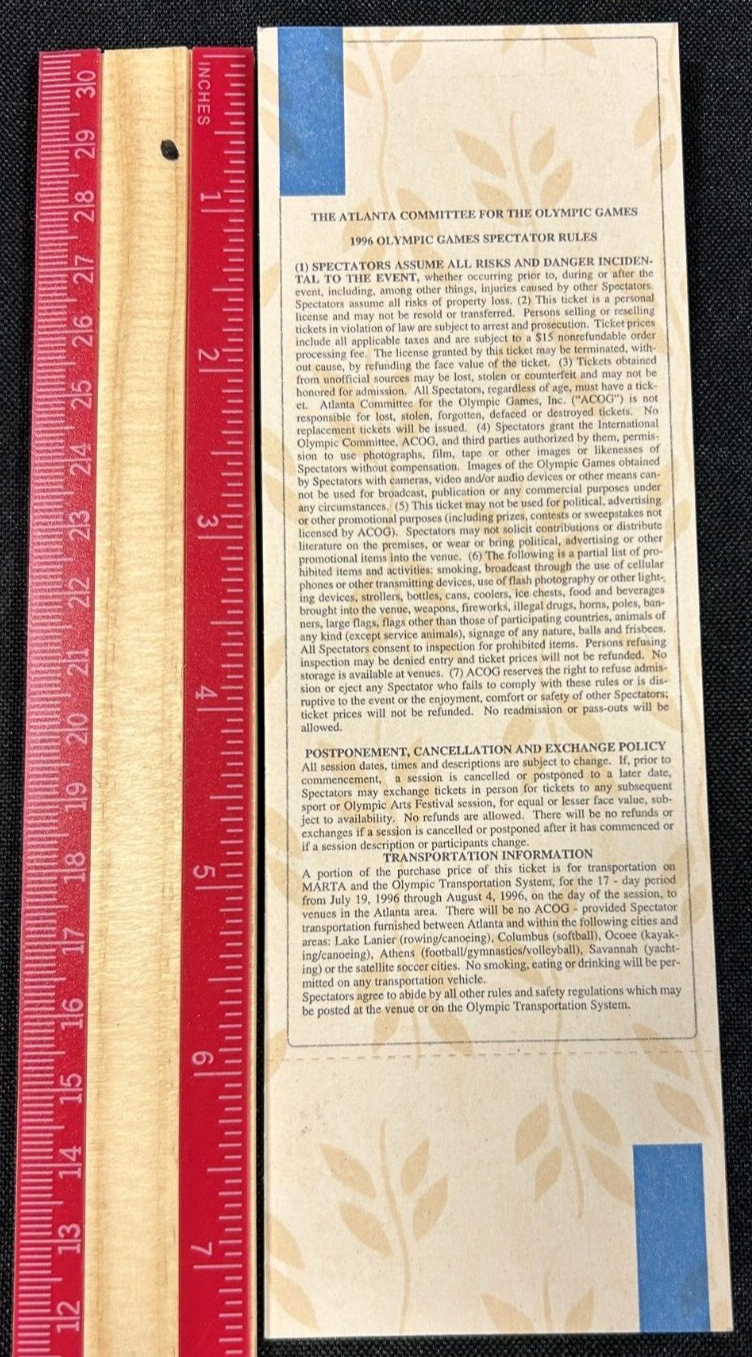 30
29
28
27
26
25
24
23
22
21
20
19
18
17
16
15
14
13
12
INCHES
1
2
3
4
5
6
7
THE ATLANTA COMMITTEE FOR THE OLYMPIC GAMES
1996 OLYMPIC GAMES SPECTATOR RULES
(1) SPECTATORS ASSUME ALL RISKS AND DANGER INCIDEN-
TAL TO THE EVENT, whether occurring prior to, during or after the
event, including, among other things, injuries caused by other Spectators.
Spectators assume all risks of property loss. (2) This ticket is a personal
license and may not be resold or transferred. Persons selling or reselling
tickets in violation of law are subject to arrest and prosecution. Ticket prices
include all applicable taxes and are subject to a $15 nonrefundable order
processing fee. The license granted by this ticket may be terminated, with-
out cause, by refunding the face value of the ticket. (3) Tickets obtained
from unofficial sources may be lost, stolen or counterfeit and may not be
honored for admission. All Spectators, regardless of age, must have a tick-
et. Atlanta Committee for the Olympic Games, Inc. ("ACOG") is not
responsible for lost, stolen, forgotten, defaced or destroyed tickets. No
replacement tickets will be issued. (4) Spectators grant the International
Olympic Committee, ACOG, and third parties authorized by them, permis-
sion to use photographs, film, tape or other images or likenesses of
Spectators without compensation. Images of the Olympic Games obtained
by Spectators with cameras, video and/or audio devices or other means can-
not be used for broadcast, publication or any commercial purposes under
any circumstances. (5) This ticket may not be used for political, advertising
or other promotional purposes (including prizes, contests or sweepstakes not
licensed by ACOG). Spectators may not solicit contributions or distribute
literature on the premises, or wear or bring political, advertising or other
promotional items into the venue. (6) The following is a partial list of pro-
hibited items and activities: smoking, broadcast through the use of cellular
phones or other transmitting devices, use of flash photography or other light-
ing devices, strollers, bottles, cans, coolers, ice chests, food and beverages
brought into the venue, weapons, fireworks, illegal drugs, horns, poles, ban-
ners, large flags, flags other than those of participating countries, animals of
any kind (except service animals), signage of any nature, balls and frisbees.
All Spectators consent to inspection for prohibited items. Persons refusing
inspection may be denied entry and ticket prices will not be refunded. No
storage is available at venues. (7) ACOG reserves the right to refuse admis-
sion or eject any Spectator who fails to comply with these rules or is dis-
ruptive to the event or the enjoyment, comfort or safety of other Spectators;
ticket prices will not be refunded. No readmission or pass-outs will be
allowed.
POSTPONEMENT, CANCELLATION AND EXCHANGE POLICY
All session dates, times and descriptions are subject to change. If, prior to
commencement, a session is cancelled or postponed to a later date,
Spectators may exchange tickets in person for tickets to any subsequent
sport or Olympic Arts Festival session, for equal or lesser face value, sub-
ject to availability. No refunds are allowed. There will be no refunds or
exchanges if a session is cancelled or postponed after it has commenced or
if a session description or participants change.
TRANSPORTATION INFORMATION
A portion of the purchase price of this ticket is for transportation on
MARTA and the Olympic Transportation System, for the 17 - day period
from July 19, 1996 through August 4, 1996, on the day of the session, to
venues in the Atlanta area. There will be no ACOG - provided Spectator
transportation furnished between Atlanta and within the following cities and
areas: Lake Lanier (rowing/canoeing), Columbus (softball), Ocoee (kayak-
ing/canoeing), Athens (football/gymnastics/volleyball), Savannah (yacht-
ing) or the satellite soccer cities. No smoking, eating or drinking will be per-
mitted on any transportation vehicle.
Spectators agree to abide by all other rules and safety regulations which may
be posted at the venue or on the Olympic Transportation System.